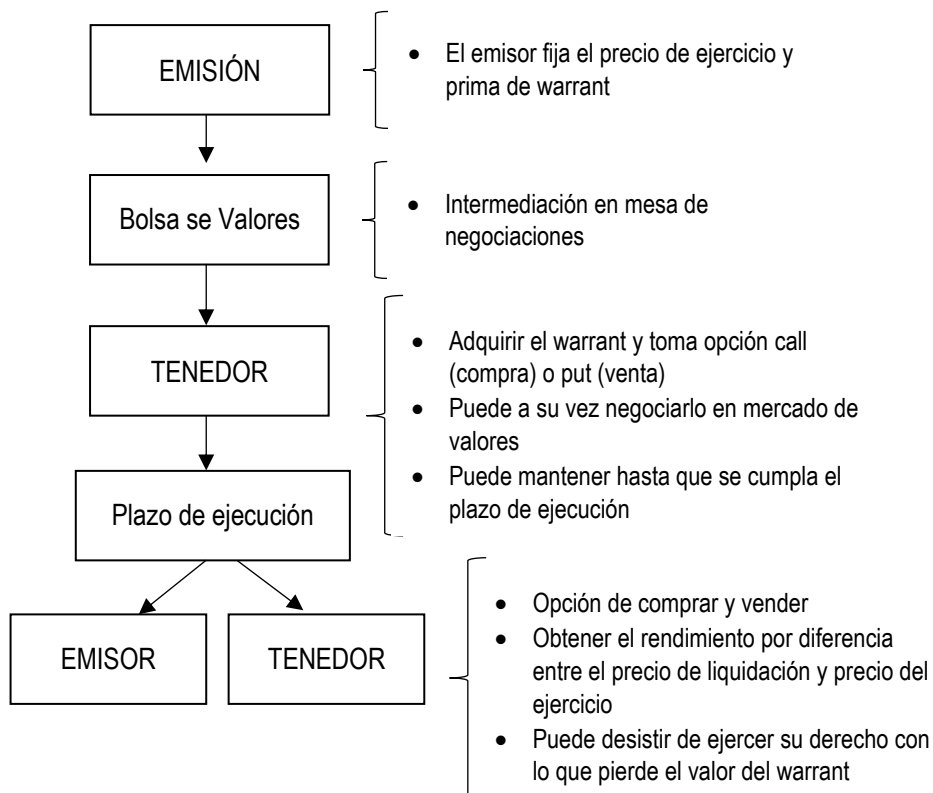 EMISIÓN
• El emisor fija el precio de ejercicio y
prima de warrant
Bolsa se Valores
• Intermediación en mesa de
negociaciones
TENEDOR
• Adquirir el warrant y toma opción call
(compra) o put (venta)
• Puede a su vez negociarlo en mercado de
valores
• Puede mantener hasta que se cumpla el
plazo de ejecución
Plazo de ejecución
EMISOR
TENEDOR
• Opción de comprar y vender
• Obtener el rendimiento por diferencia
entre el precio de liquidación y precio del
ejercicio
• Puede desistir de ejercer su derecho con
lo que pierde el valor del warrant